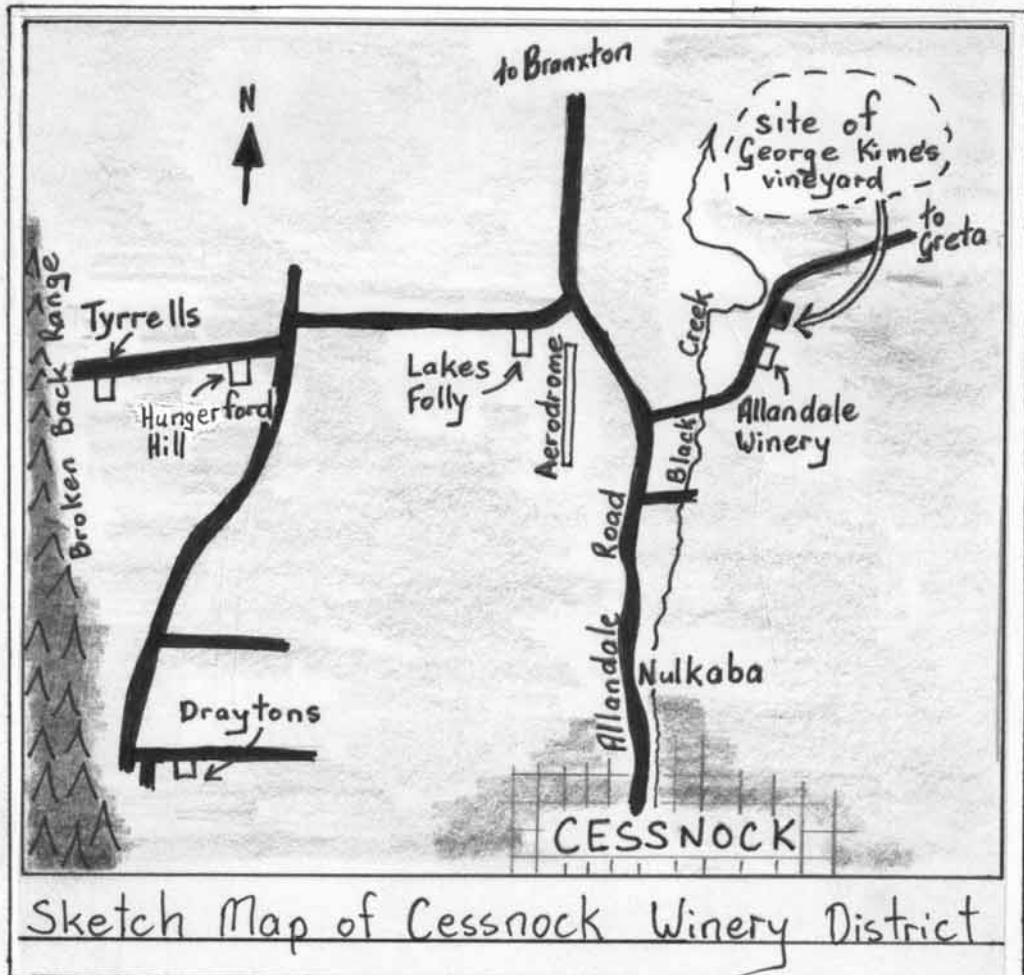 to Branxton
N
site of
George Kime's
vineyard
to
Greta
Broken Back Range
Tyrrells
Hungerford
Hill
Lakes
Folly
Aerodrome
Black Creek
Allandale
Winery
Allandale Road
Nulkaba
Draytons
CESSNOCK
Sketch Map of Cessnock Winery District